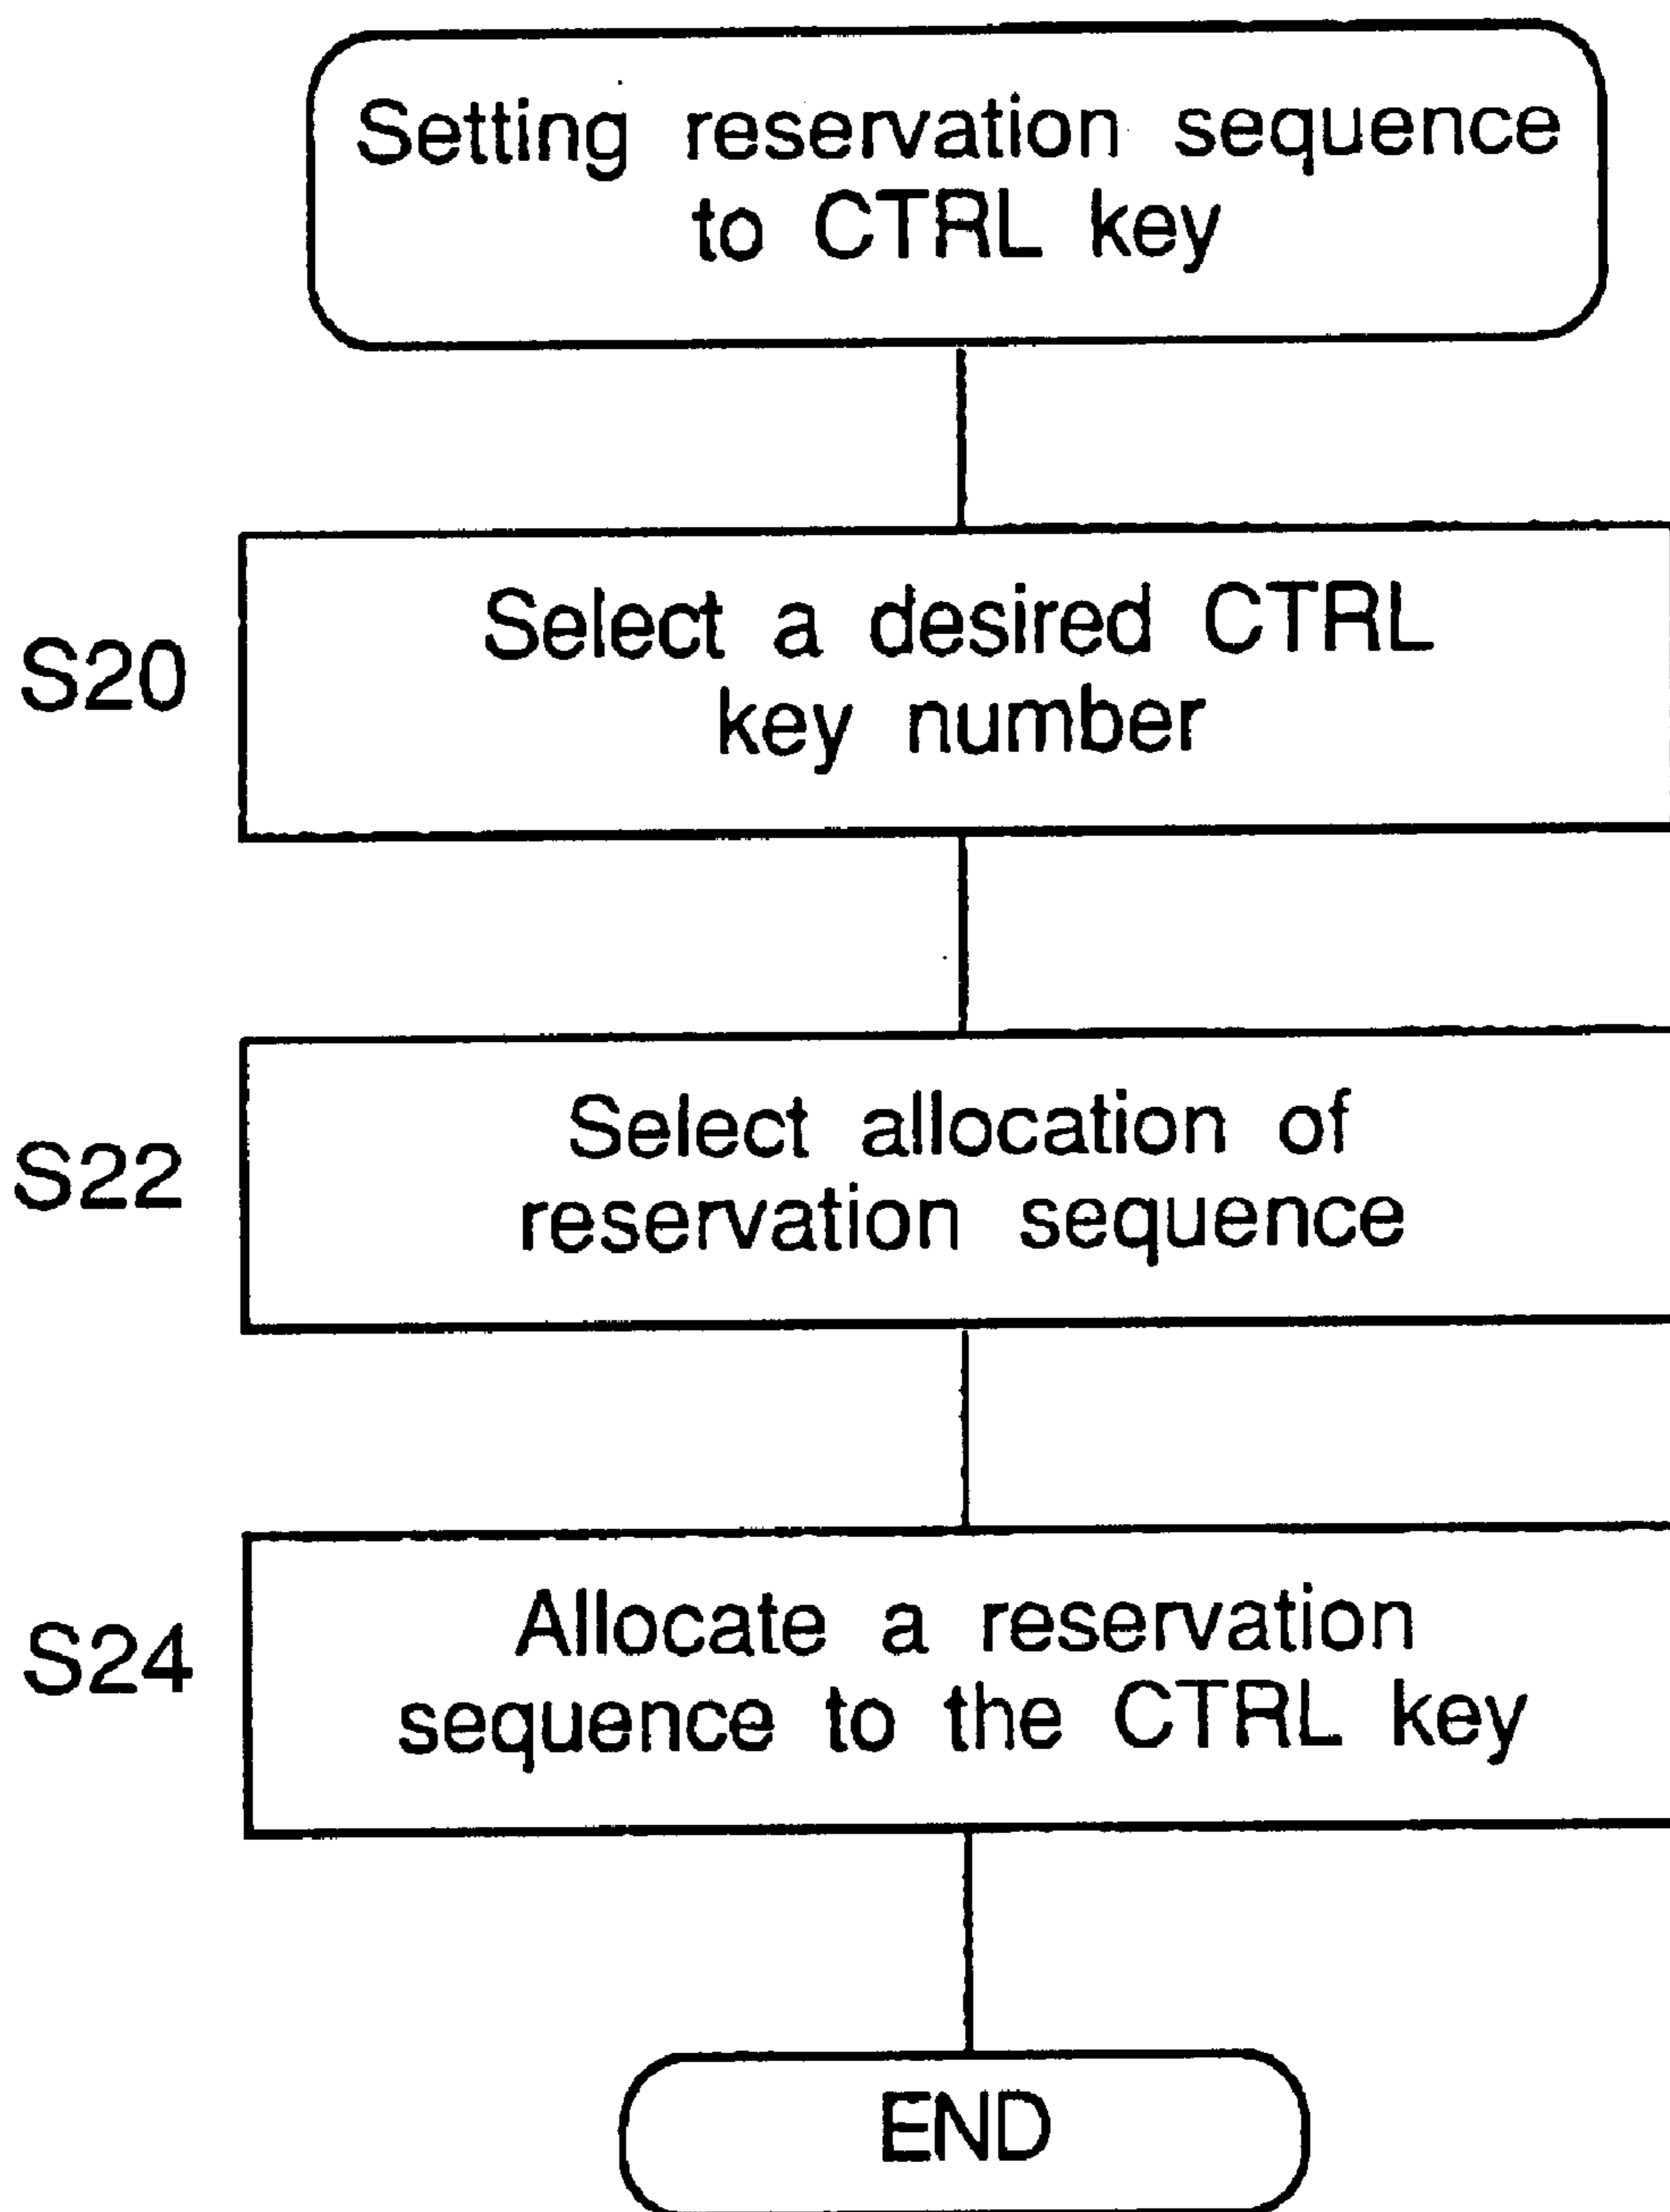 Setting reservation sequence
to CTRL key
S20
Select a desired CTRL
key number
S22
Select allocation of
reservation sequence
S24
Allocate a reservation
sequence to the CTRL key
END